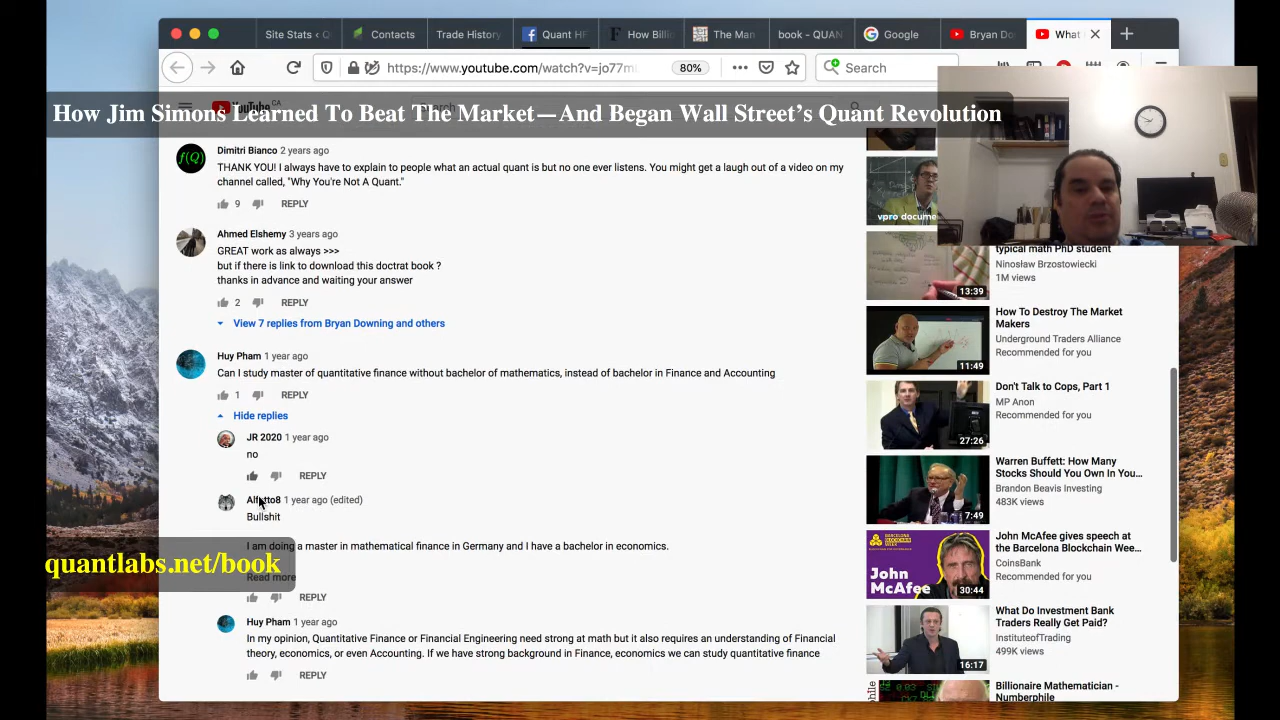 Site Stats ‹ Q
Contacts
Trade History
Quant HF
How Billio
The Man
book - QUAN
Google
Bryan Do
What
https://www.youtube.com/watch?v=jo77m
80%
Search
YouTube CA
Search
How Jim Simons Learned To Beat The Market—And Began Wall Street's Quant Revolution
Dimitri Bianco 2 years ago
THANK YOU! I always have to explain to people what an actual quant is but no one ever listens. You might get a laugh out of a video on my
channel called, "Why You're Not A Quant."
9 REPLY
Ahmed Elshemy 3 years ago
GREAT work as always >>>
but if there is link to download this doctrat book ?
thanks in advance and waiting your answer
2 REPLY
View 7 replies from Bryan Downing and others
Huy Pham 1 year ago
Can I study master of quantitative finance without bachelor of mathematics, instead of bachelor in Finance and Accounting
1 REPLY
Hide replies
JR 2020 1 year ago
no
REPLY
1 year ago (edited)
Bullshit
I am doing a master in mathematical finance in Germany and I have a bachelor in economics.
quantlabs.net/book
Read more
REPLY
Huy Pham 1 year ago
In my opinion, Quantitative Finance or Financial Engineering need strong at math but it also requires an understanding of Financial
theory, economics, or even Accounting. If we have strong background in Finance, economics we can study quantitative finance
REPLY
vpro docume
typical math PhD student
Ninosław Brzostowiecki
1M views
13:39
How To Destroy The Market
Makers
Underground Traders Alliance
Recommended for you
11:49
Don't Talk to Cops, Part 1
MP Anon
Recommended for you
27:26
Warren Buffett: How Many
Stocks Should You Own In You...
Brandon Beavis Investing
483K views
7:49
John McAfee gives speech at
the Barcelona Blockchain Wee...
CoinsBank
Recommended for you
John
McAfee
30:44
What Do Investment Bank
Traders Really Get Paid?
InstituteofTrading
499K views
16:17
Billionaire Mathematician -
Numberphile